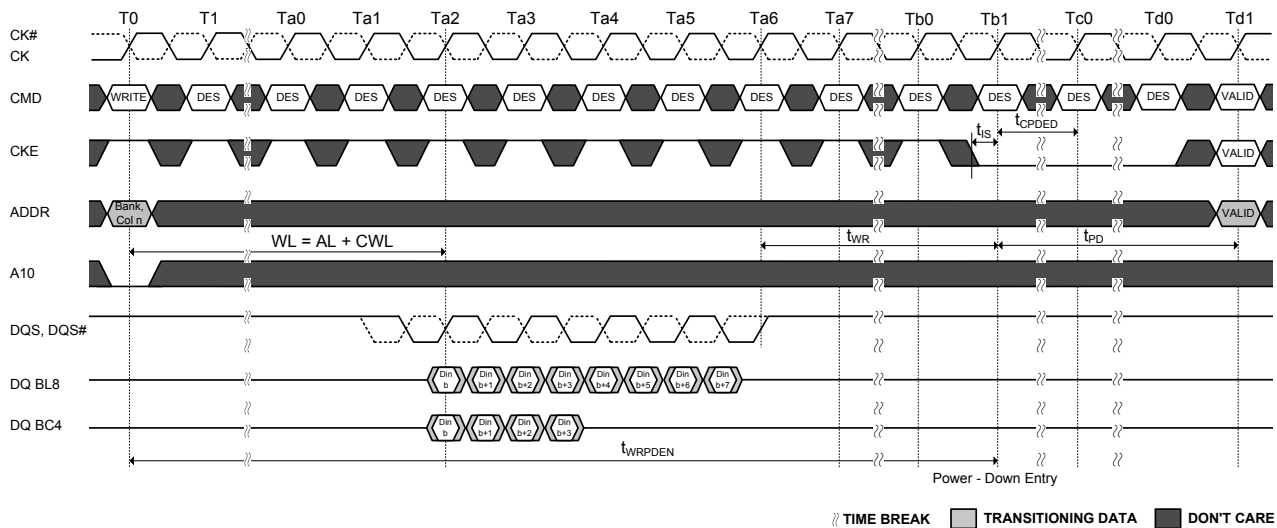 T0 T1 Ta0 Ta1 Ta2 Ta3 Ta4 Ta5 Ta6 Ta7 Tb0 Tb1 Tc0 Td0 Td1
CK#
CK
CMD WRITE DES DES DES DES DES DES DES DES DES DES DES DES DES VALID
tIS tCPDED
CKE VALID
ADDR Bank, Col n VALID
WL = AL + CWL tWR tPD
A10
DQS, DQS#
DQ BL8 Din b Din b+1 Din b+2 Din b+3 Din b+4 Din b+5 Din b+6 Din b+7
DQ BC4 Din b Din b+1 Din b+2 Din b+3
tWRPDEN
Power - Down Entry
TIME BREAK TRANSITIONING DATA DON'T CARE